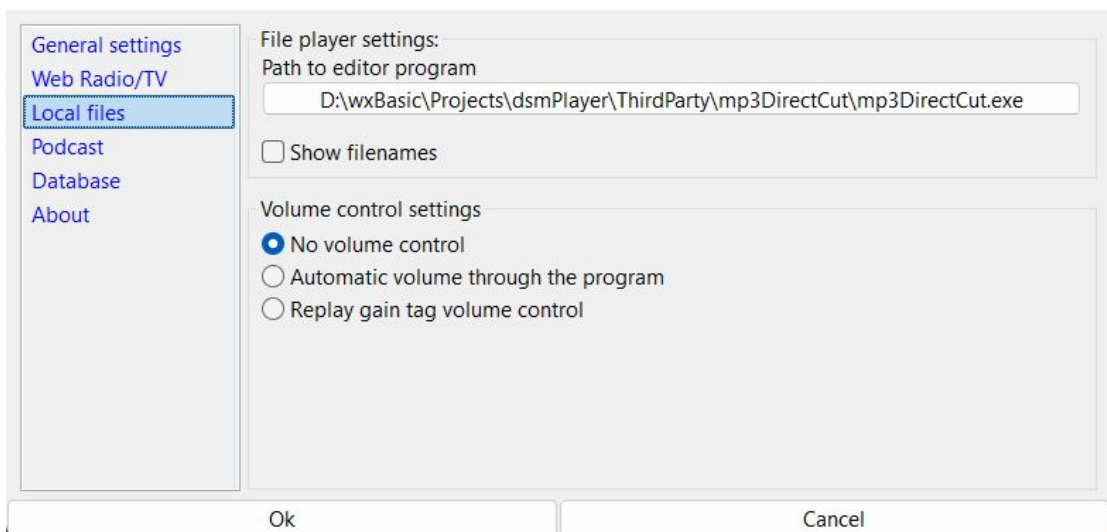 General settings
Web Radio/TV
Local files
Podcast
Database
About
File player settings:
Path to editor program
D:\wxBasic\Projects\dsmPlayer\ThirdParty\mp3DirectCut\mp3DirectCut.exe
Show filenames
Volume control settings
No volume control
Automatic volume through the program
Replay gain tag volume control
Ok
Cancel